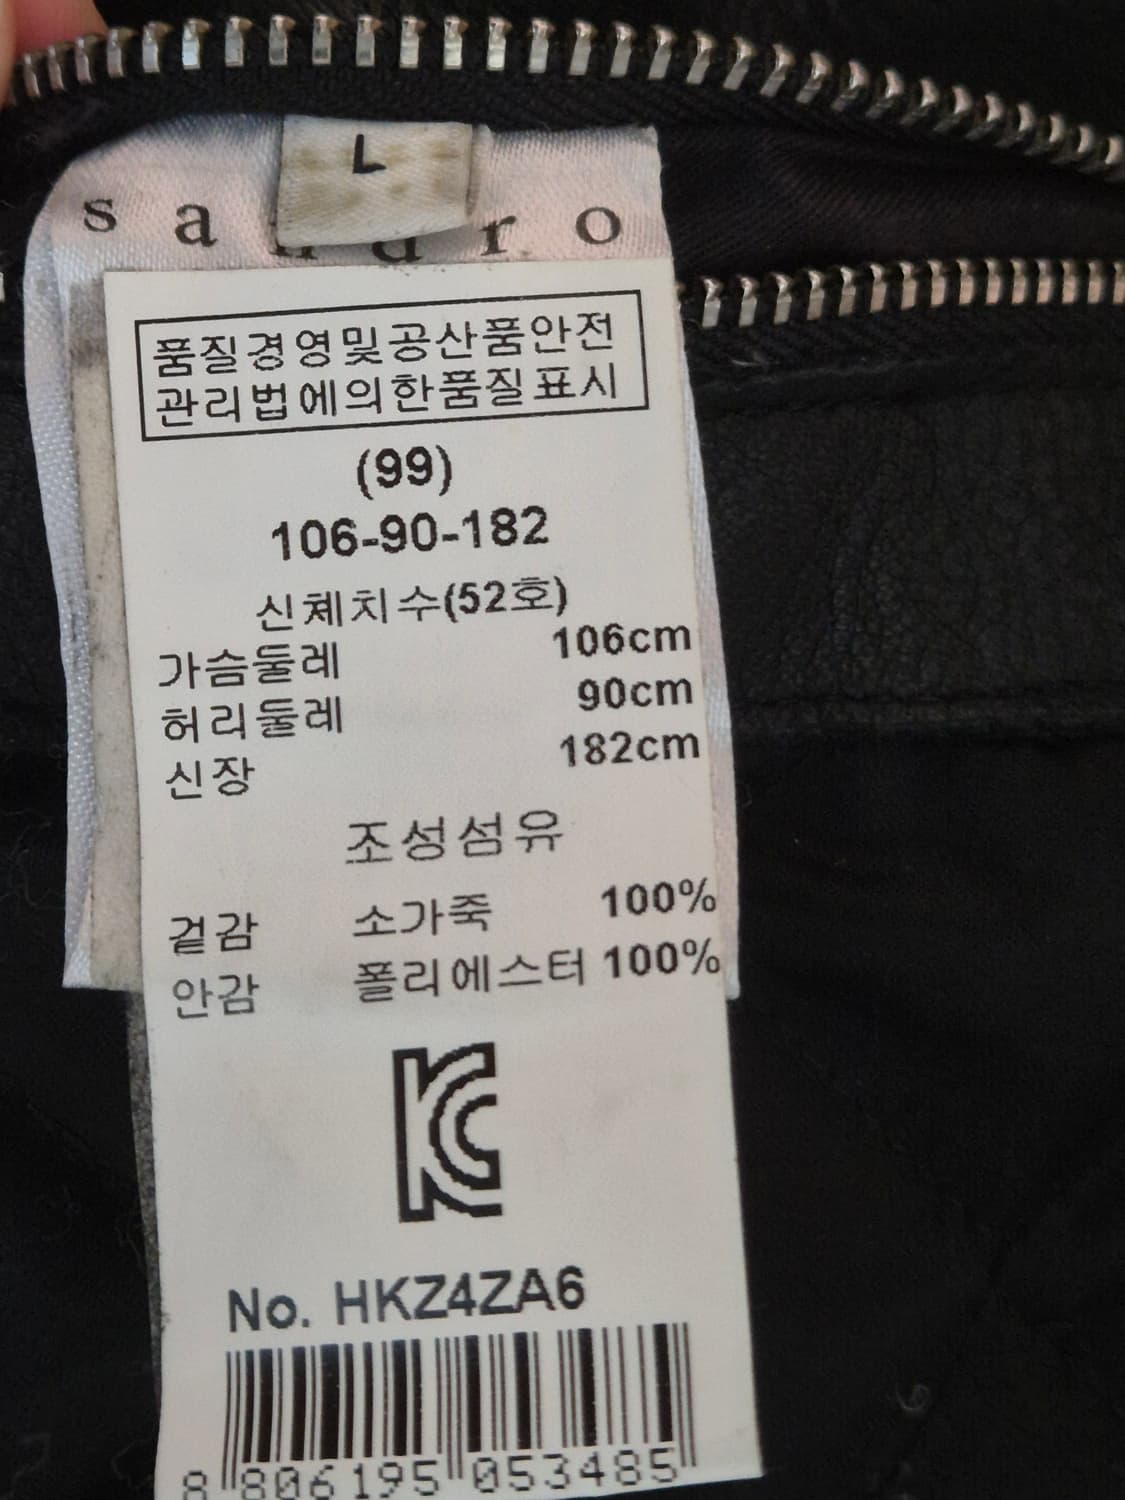 L
sandro
품질경영및공산품안전
관리법에의한품질표시
(99)
106-90-182
신체치수(52호)
가슴둘레 106cm
허리둘레 90cm
신장 182cm
조성섬유
겉감 소가죽 100%
안감 폴리에스터 100%
KC
No. HKZ4ZA6
8 806195 053485